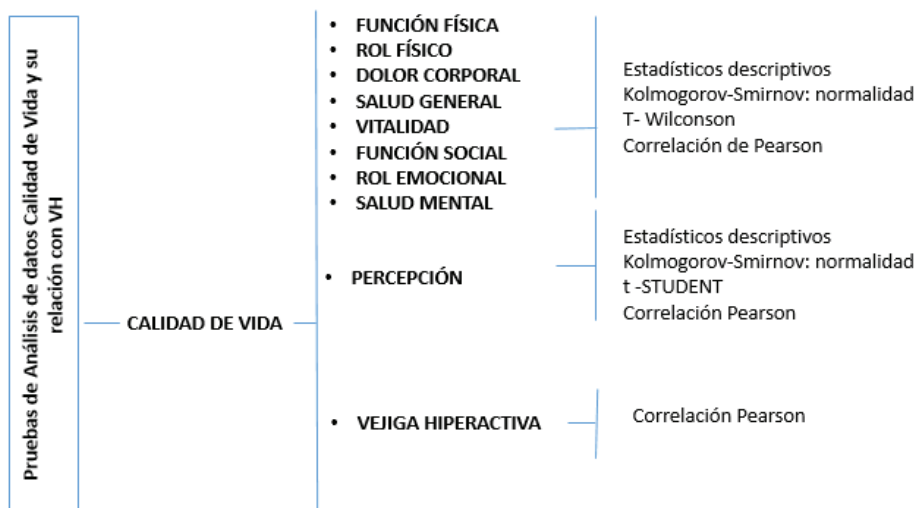 Pruebas de Análisis de datos Calidad de Vida y su
relación con VH
CALIDAD DE VIDA
• FUNCIÓN FÍSICA
• ROL FÍSICO
• DOLOR CORPORAL
• SALUD GENERAL
• VITALIDAD
• FUNCIÓN SOCIAL
• ROL EMOCIONAL
• SALUD MENTAL
Estadísticos descriptivos
Kolmogorov-Smirnov: normalidad
T- Wilconson
Correlación de Pearson
• PERCEPCIÓN
Estadísticos descriptivos
Kolmogorov-Smirnov: normalidad
t -STUDENT
Correlación Pearson
• VEJIGA HIPERACTIVA
Correlación Pearson